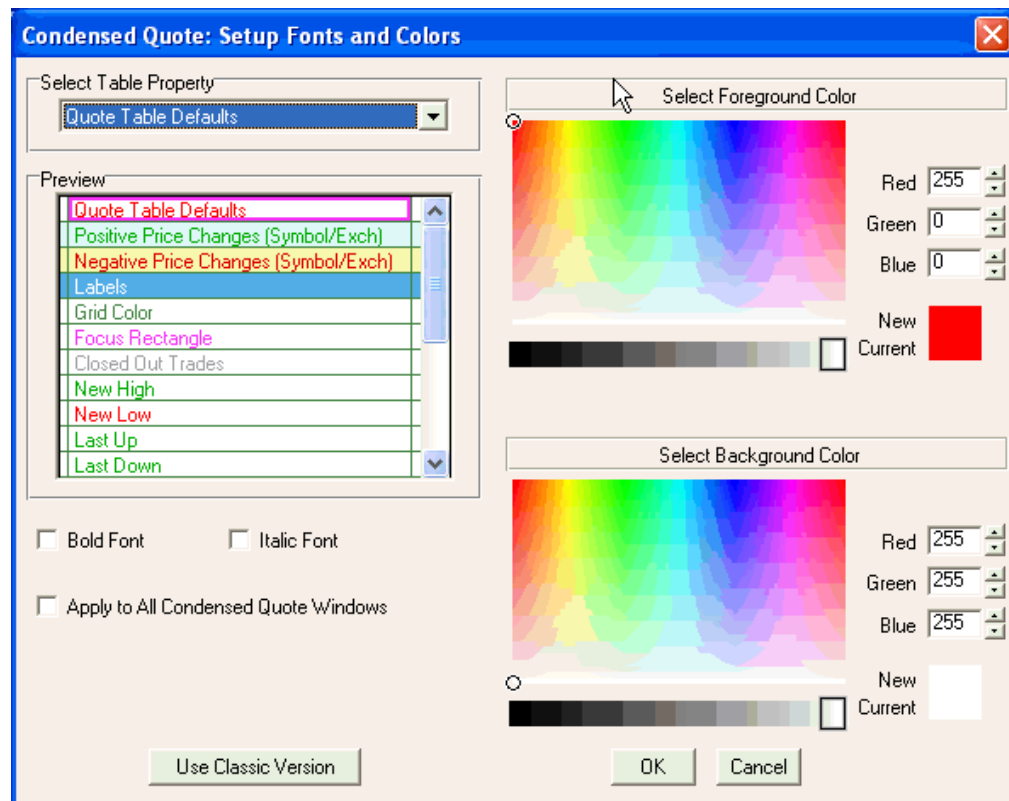 Condensed Quote: Setup Fonts and Colors
Select Table Property
Quote Table Defaults
Preview
Quote Table Defaults
Positive Price Changes (Symbol/Exch)
Negative Price Changes (Symbol/Exch)
Labels
Grid Color
Focus Rectangle
Closed Out Trades
New High
New Low
Last Up
Last Down
Bold Font
Italic Font
Apply to All Condensed Quote Windows
Use Classic Version
Select Foreground Color
Red 255
Green 0
Blue 0
New
Current
Select Background Color
Red 255
Green 255
Blue 255
New
Current
OK
Cancel